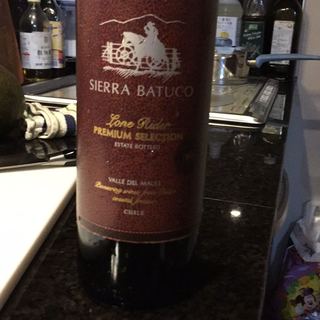 SIERRA BATUCO
Lone Rider
PREMIUM SELECTION
ESTATE BOTTLED
VALLE DEL MAULE
CHILE